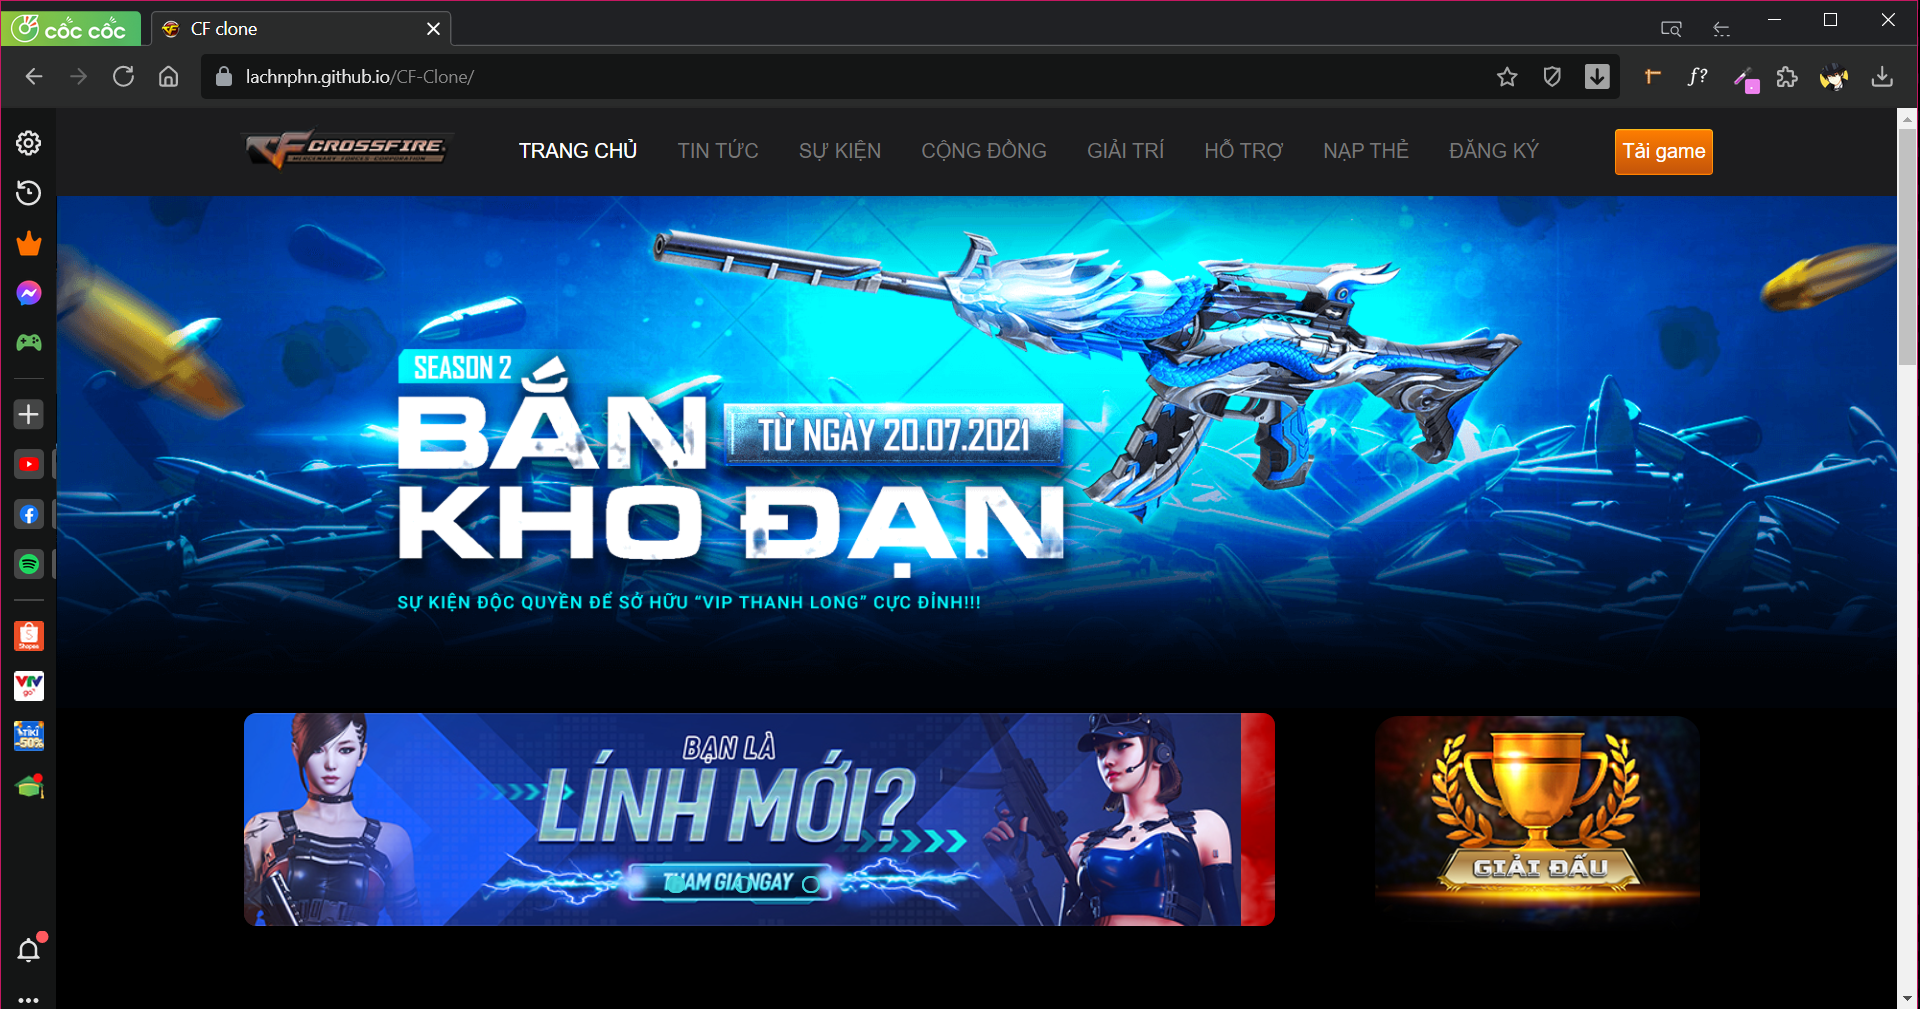 cốc cốc
CF clone
lachnphn.github.io/CF-Clone/
f?
CROSSFIRE
MERCENARY FORCES CORPORATION
TRANG CHỦ
TIN TỨC
SỰ KIỆN
CỘNG ĐỒNG
GIẢI TRÍ
HỖ TRỢ
NẠP THẺ
ĐĂNG KÝ
Tải game
SEASON 2
BẮN
TỪ NGÀY 20.07.2021
KHO ĐẠN
SỰ KIỆN ĐỘC QUYỀN ĐỂ SỞ HỮU “VIP THANH LONG” CỰC ĐỈNH!!!
Shopee
VTV
go
TIKI
-50%
BẠN LÀ
LÍNH MỚI?
THAM GIA NGAY
GIẢI ĐẤU